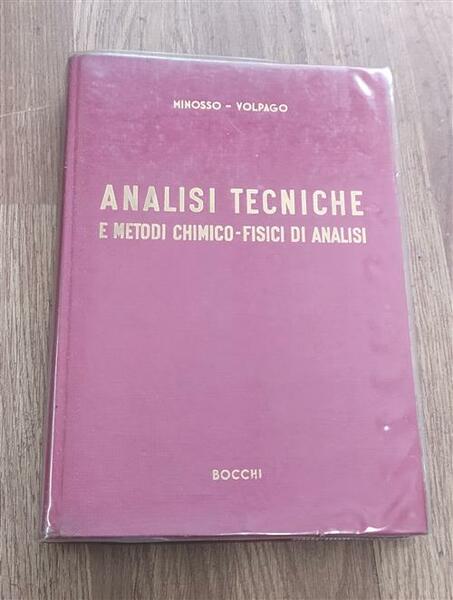 MINOSSO - VOLPAGO
ANALISI TECNICHE
E METODI CHIMICO-FISICI DI ANALISI
BOCCHI